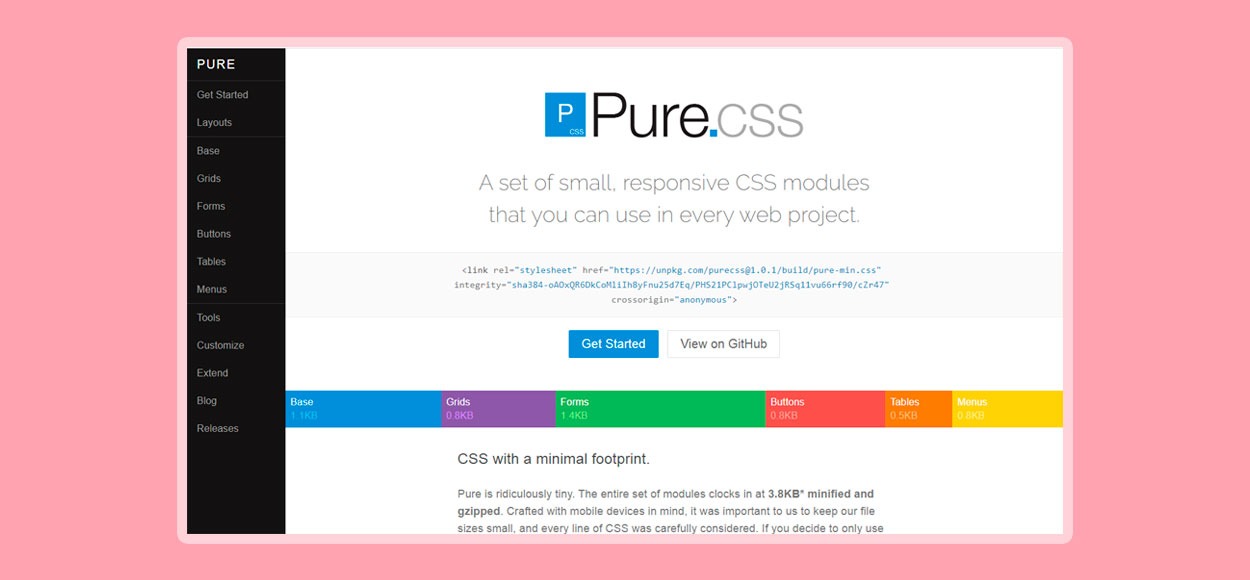 PURE
Get Started
Layouts
Base
Grids
Forms
Buttons
Tables
Menus
Tools
Customize
Extend
Blog
Releases
P
css
Pure.css
A set of small, responsive CSS modules
that you can use in every web project.
<link rel="stylesheet" href="https://unpkg.com/purecss@1.0.1/build/pure-min.css"
integrity="sha384-oAOxQR6DkCoMliIh8yFnu25d7Eq/PHS21PClpwjOTeU2jRSq11vu66rf90/cZr47"
crossorigin="anonymous">
Get Started
View on GitHub
Base
1.1KB
Grids
0.8KB
Forms
1.4KB
Buttons
0.8KB
Tables
0.5KB
Menus
0.8KB
CSS with a minimal footprint.
Pure is ridiculously tiny. The entire set of modules clocks in at 3.8KB* minified and
gzipped. Crafted with mobile devices in mind, it was important to us to keep our file
sizes small, and every line of CSS was carefully considered. If you decide to only use